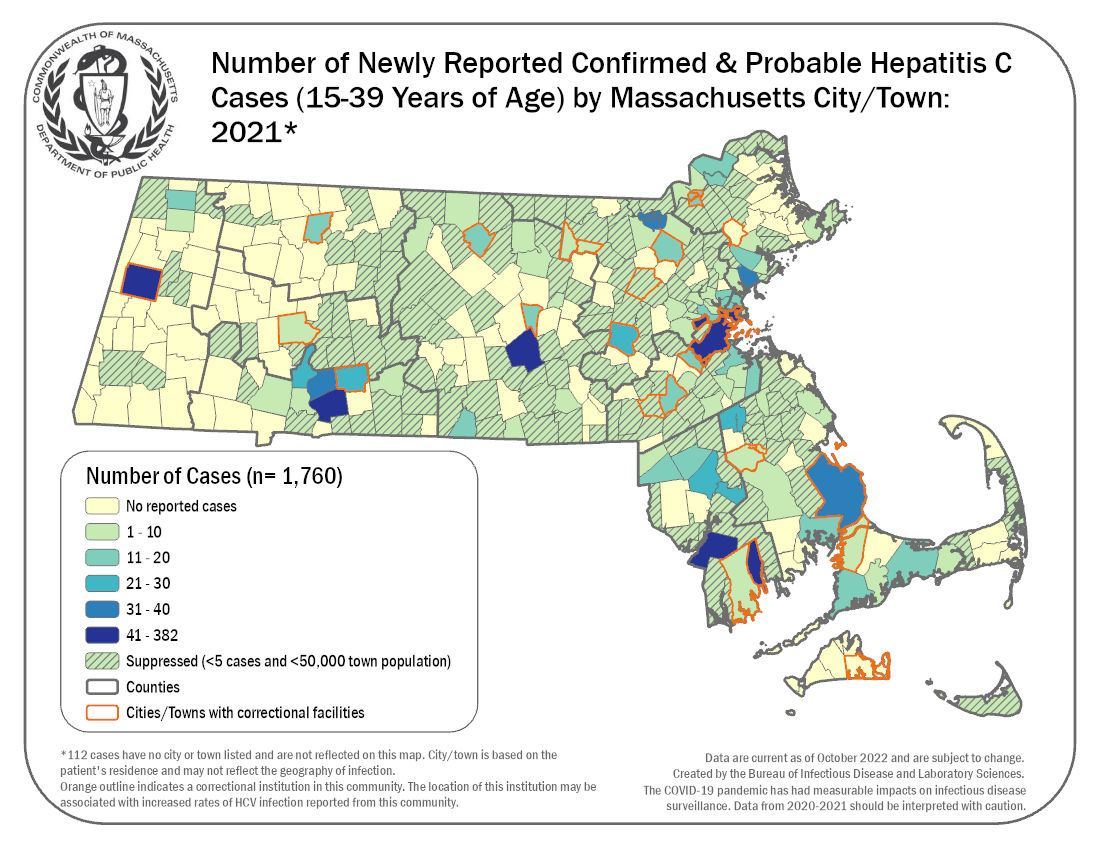 COMMONWEALTH OF MASSACHUSETTS
DEPARTMENT OF PUBLIC HEALTH
Number of Newly Reported Confirmed & Probable Hepatitis C
Cases (15-39 Years of Age) by Massachusetts City/Town:
2021*
Number of Cases (n= 1,760)
No reported cases
1 - 10
11 - 20
21 - 30
31 - 40
41 - 382
Suppressed (<5 cases and <50,000 town population)
Counties
Cities/Towns with correctional facilities
*112 cases have no city or town listed and are not reflected on this map. City/town is based on the
patient's residence and may not reflect the geography of infection.
Orange outline indicates a correctional institution in this community. The location of this institution may be
associated with increased rates of HCV infection reported from this community.
Data are current as of October 2022 and are subject to change.
Created by the Bureau of Infectious Disease and Laboratory Sciences.
The COVID-19 pandemic has had measurable impacts on infectious disease
surveillance. Data from 2020-2021 should be interpreted with caution.